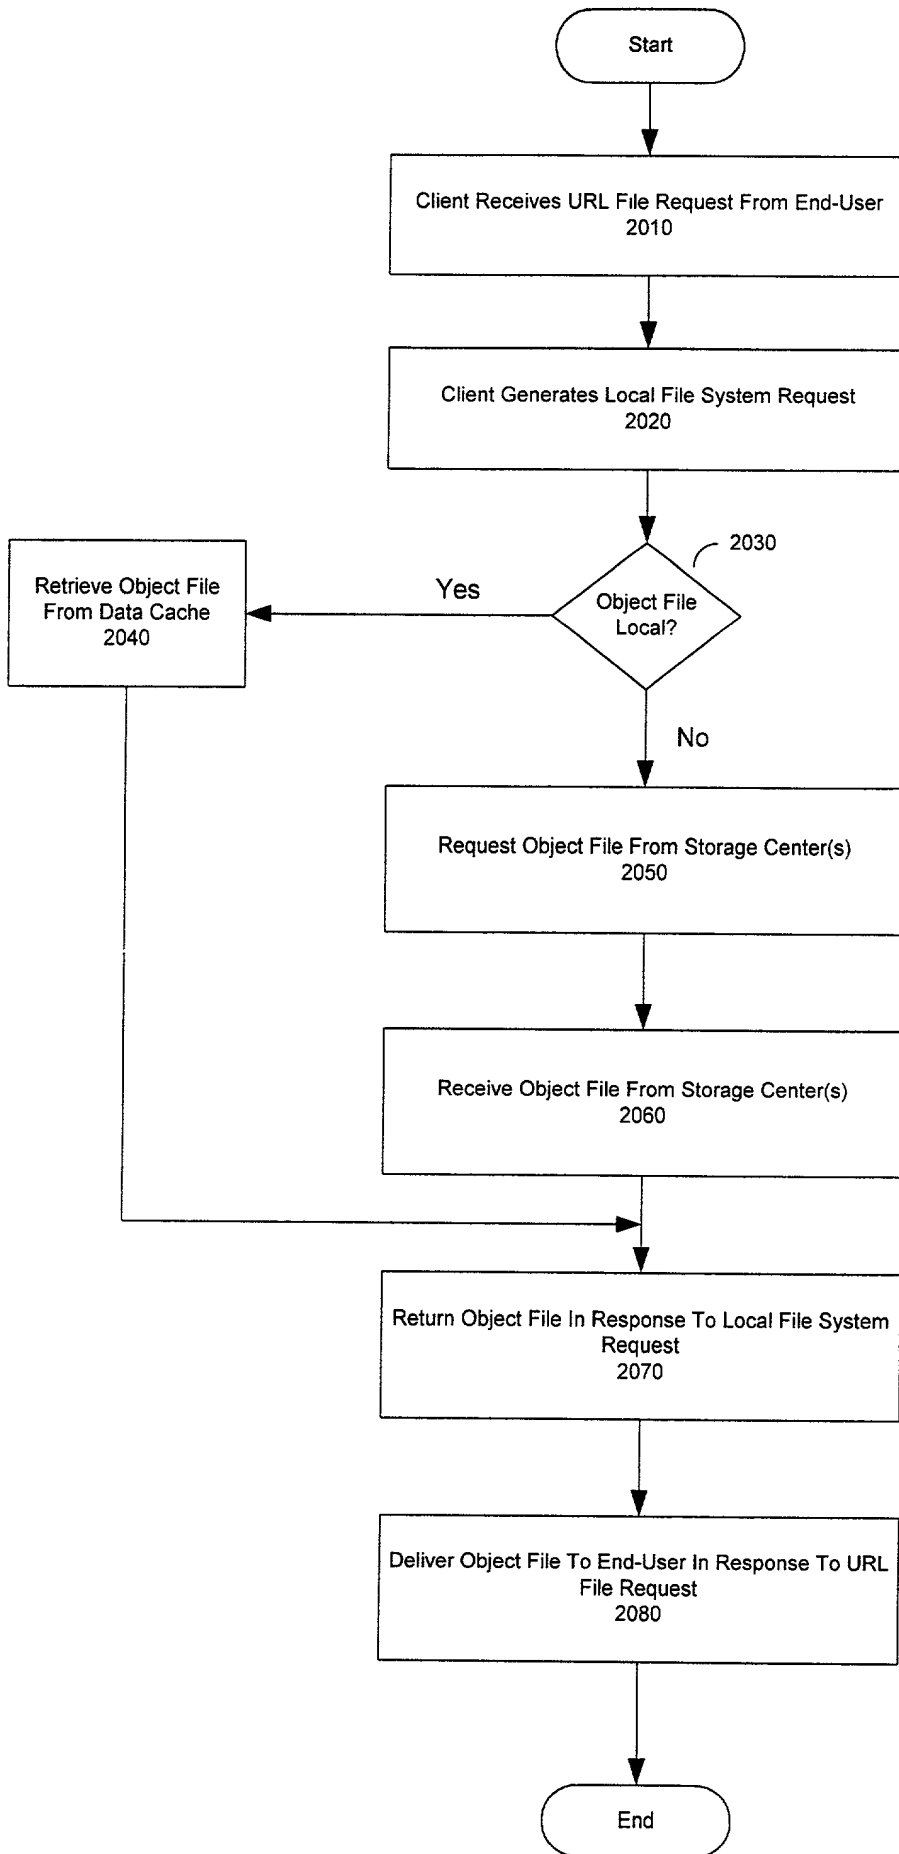 Start
Client Receives URL File Request From End-User
2010
Client Generates Local File System Request
2020
2030
Object File
Local?
Yes
Retrieve Object File
From Data Cache
2040
No
Request Object File From Storage Center(s)
2050
Receive Object File From Storage Center(s)
2060
Return Object File In Response To Local File System
Request
2070
Deliver Object File To End-User In Response To URL
File Request
2080
End